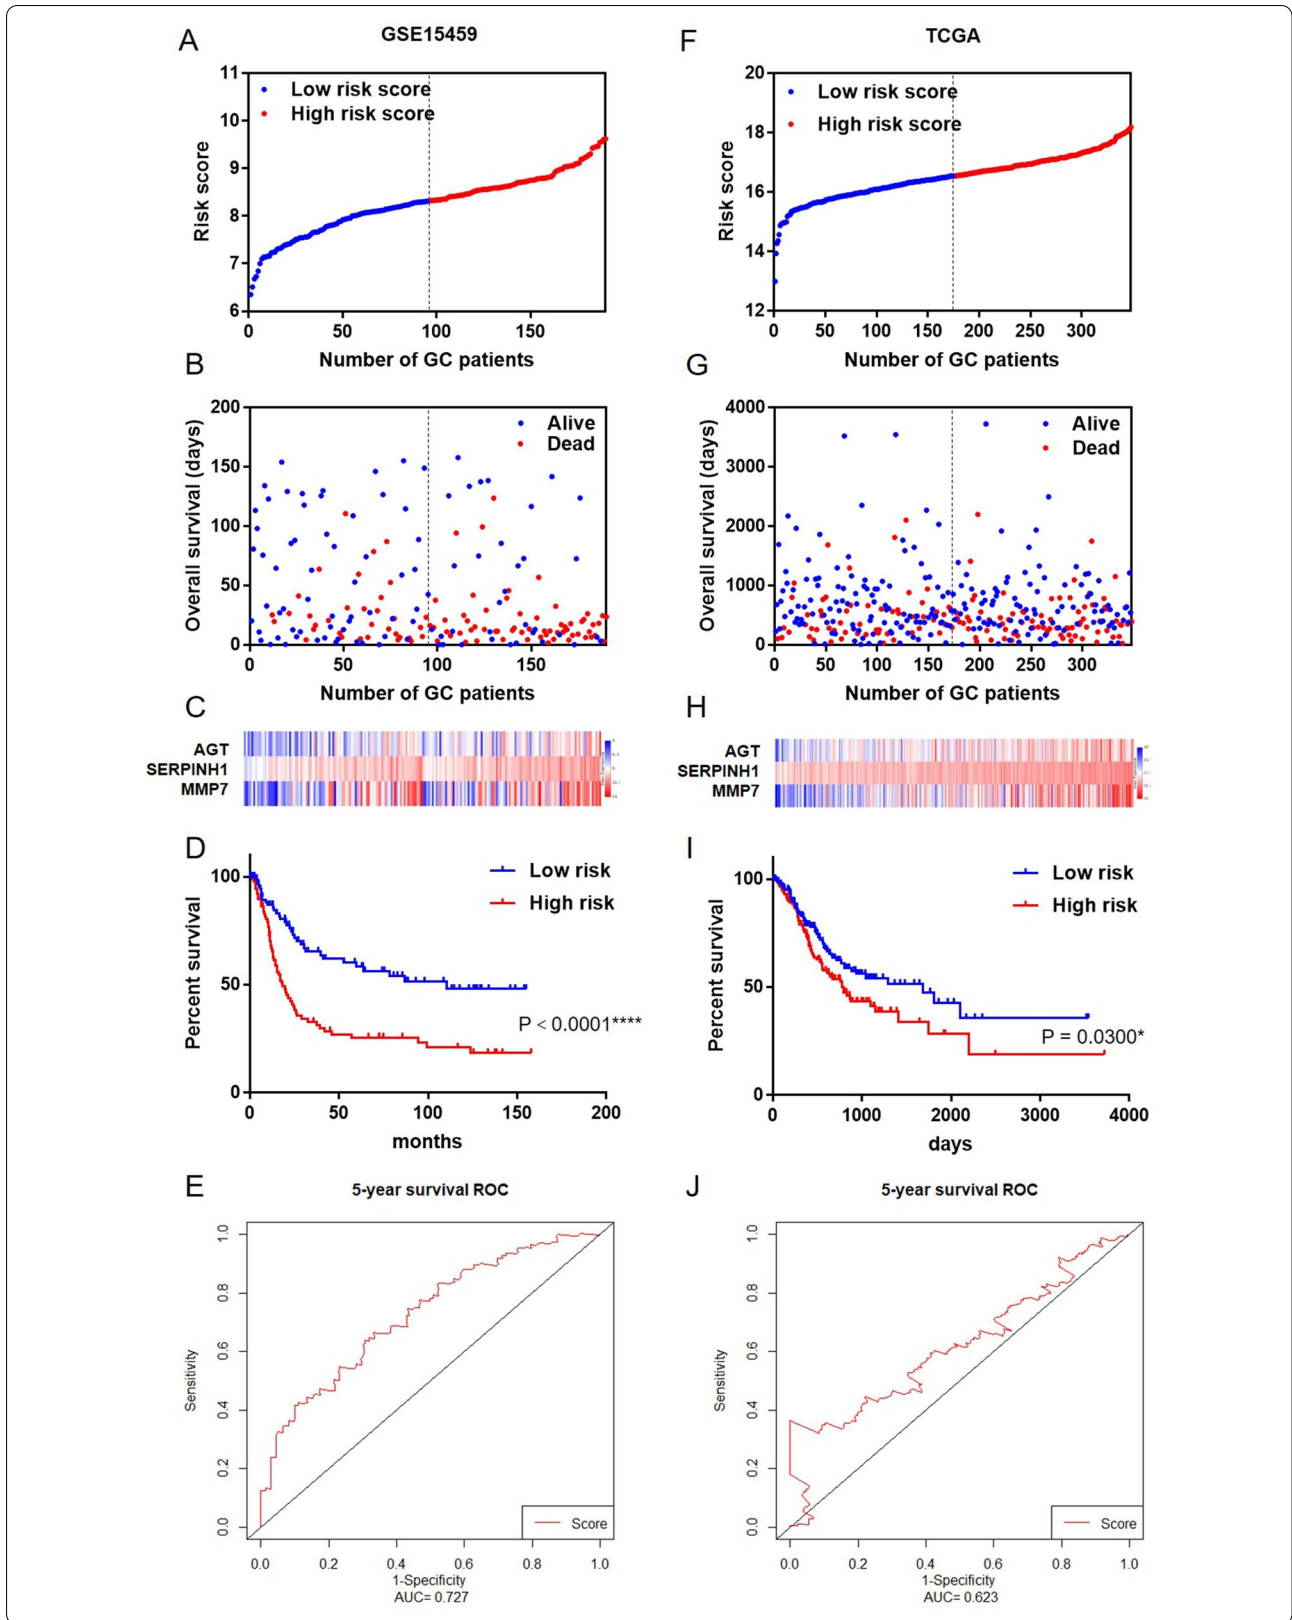 A
GSE15459
11
10
9
8
7
6
Risk score
Low risk score
High risk score
0 50 100 150
Number of GC patients
F
TCGA
20
18
16
14
12
Risk score
Low risk score
High risk score
0 50 100 150 200 250 300
Number of GC patients
B
200
150
100
50
0
Overall survival (days)
Alive
Dead
0 50 100 150
Number of GC patients
G
4000
3000
2000
1000
0
Overall survival (days)
Alive
Dead
0 50 100 150 200 250 300
Number of GC patients
C
AGT
SERPINH1
MMP7
H
AGT
SERPINH1
MMP7
D
100
50
0
Percent survival
Low risk
High risk
P < 0.0001****
0 50 100 150 200
months
I
100
50
0
Percent survival
Low risk
High risk
P = 0.0300*
0 1000 2000 3000 4000
days
E
5-year survival ROC
1.0
0.8
0.6
0.4
0.2
0.0
Sensitivity
Score
0.0 0.2 0.4 0.6 0.8 1.0
1-Specificity
AUC= 0.727
J
5-year survival ROC
1.0
0.8
0.6
0.4
0.2
0.0
Sensitivity
Score
0.0 0.2 0.4 0.6 0.8 1.0
1-Specificity
AUC= 0.623